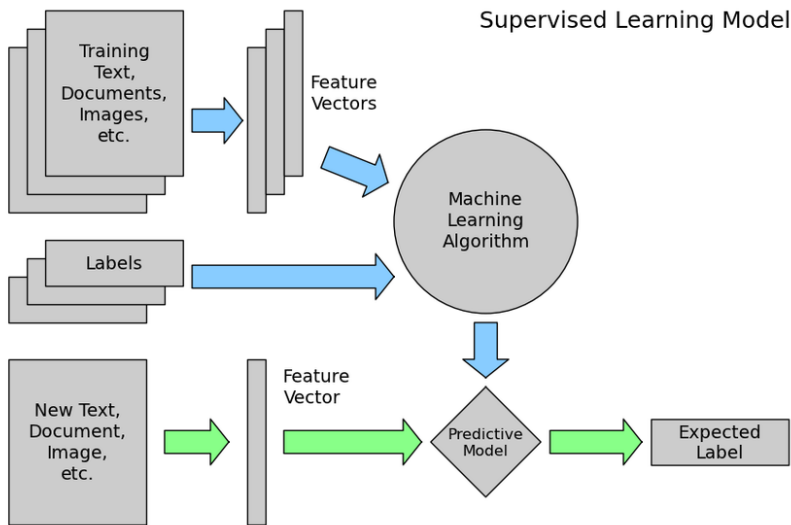 Supervised Learning Model
Training
Text,
Documents,
Images,
etc.
Feature
Vectors
Machine
Learning
Algorithm
Labels
New Text,
Document,
Image,
etc.
Feature
Vector
Predictive
Model
Expected
Label